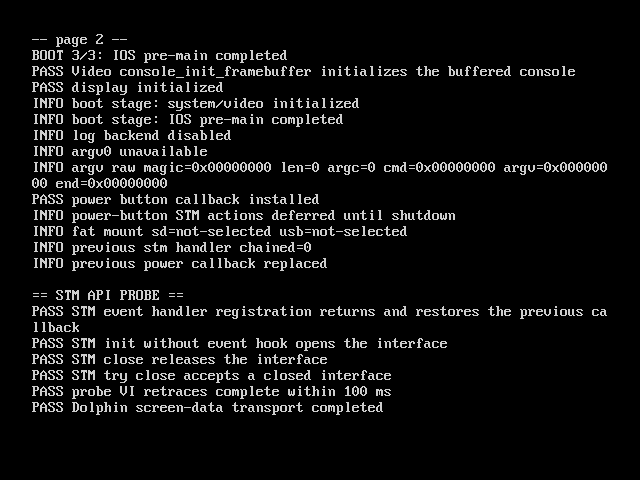 -- page 2 --
BOOT 3/3: IOS pre-main completed
PASS Video console_init_framebuffer initializes the buffered console
PASS display initialized
INFO boot stage: system/video initialized
INFO boot stage: IOS pre-main completed
INFO log backend disabled
INFO argv0 unavailable
INFO argv raw magic=0x00000000 len=0 argc=0 cmd=0x00000000 argv=0x000000
00 end=0x00000000
PASS power button callback installed
INFO power-button STM actions deferred until shutdown
INFO fat mount sd=not-selected usb=not-selected
INFO previous stm handler chained=0
INFO previous power callback replaced
== STM API PROBE ==
PASS STM event handler registration returns and restores the previous ca
llback
PASS STM init without event hook opens the interface
PASS STM close releases the interface
PASS STM try close accepts a closed interface
PASS probe VI retraces complete within 100 ms
PASS Dolphin screen-data transport completed